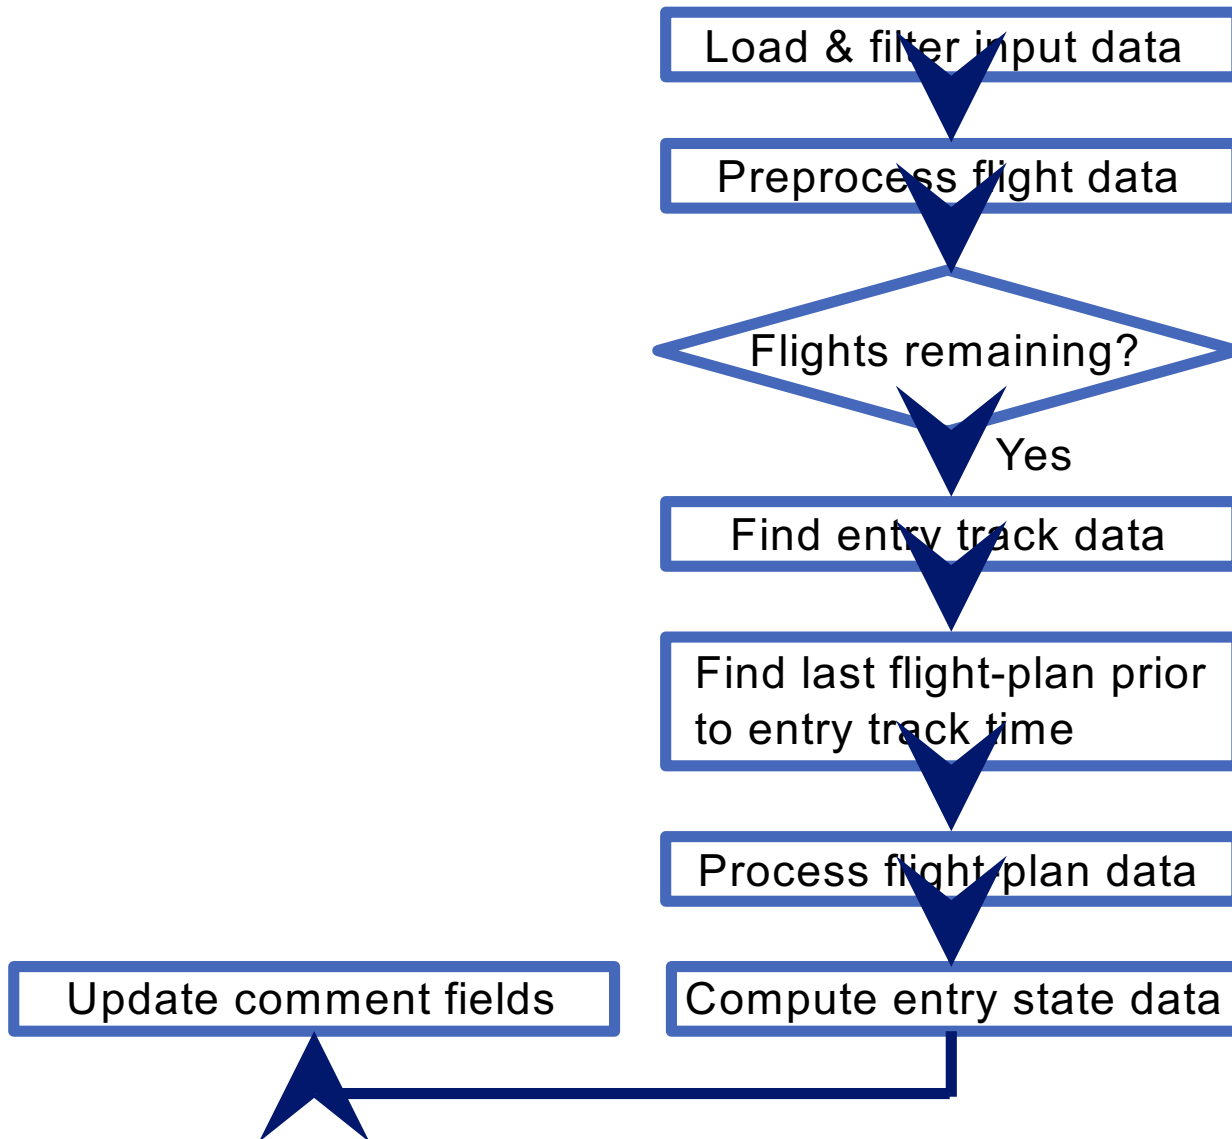 Load & filter input data
Preprocess flight data
Flights remaining?
Yes
Find entry track data
Find last flight-plan prior
to entry track time
Process flight-plan data
Update comment fields
Compute entry state data